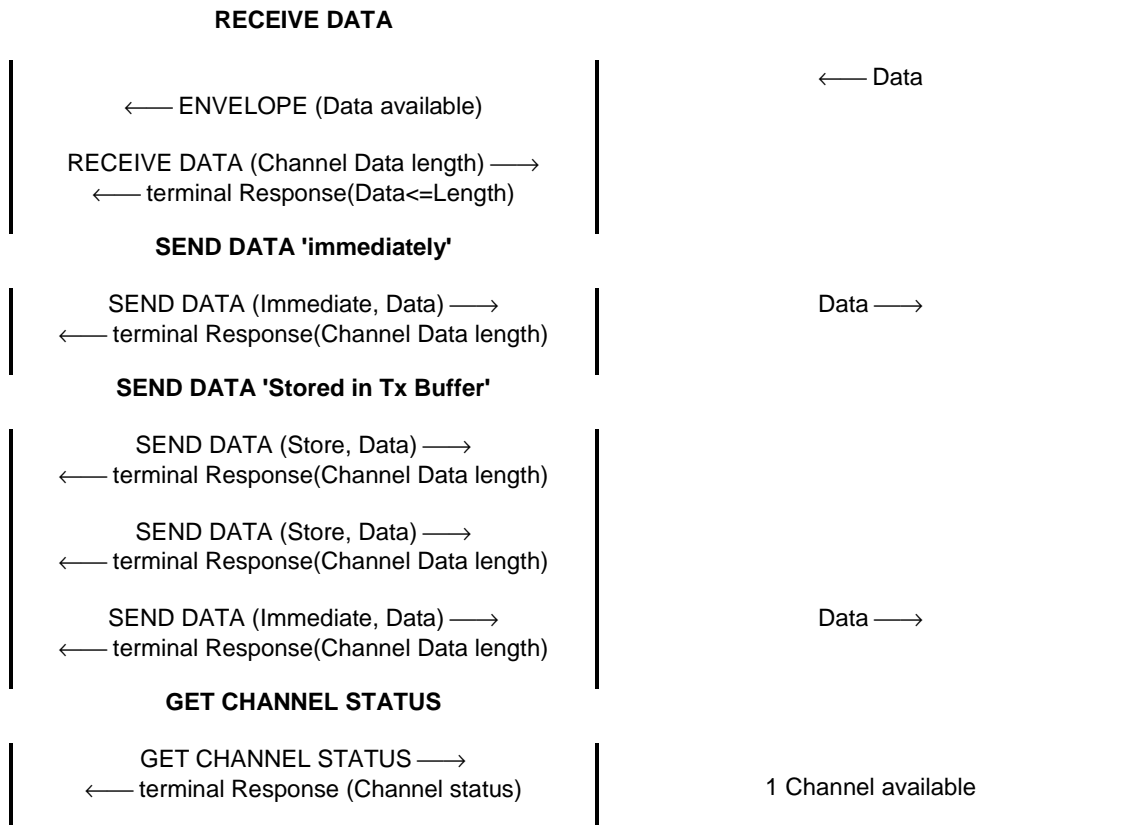 RECEIVE DATA
← Data
← ENVELOPE (Data available)
RECEIVE DATA (Channel Data length) →
← terminal Response(Data<=Length)
SEND DATA 'immediately'
SEND DATA (Immediate, Data) → Data →
← terminal Response(Channel Data length)
SEND DATA 'Stored in Tx Buffer'
SEND DATA (Store, Data) →
← terminal Response(Channel Data length)
SEND DATA (Store, Data) →
← terminal Response(Channel Data length)
SEND DATA (Immediate, Data) → Data →
← terminal Response(Channel Data length)
GET CHANNEL STATUS
GET CHANNEL STATUS →
← terminal Response (Channel status) 1 Channel available